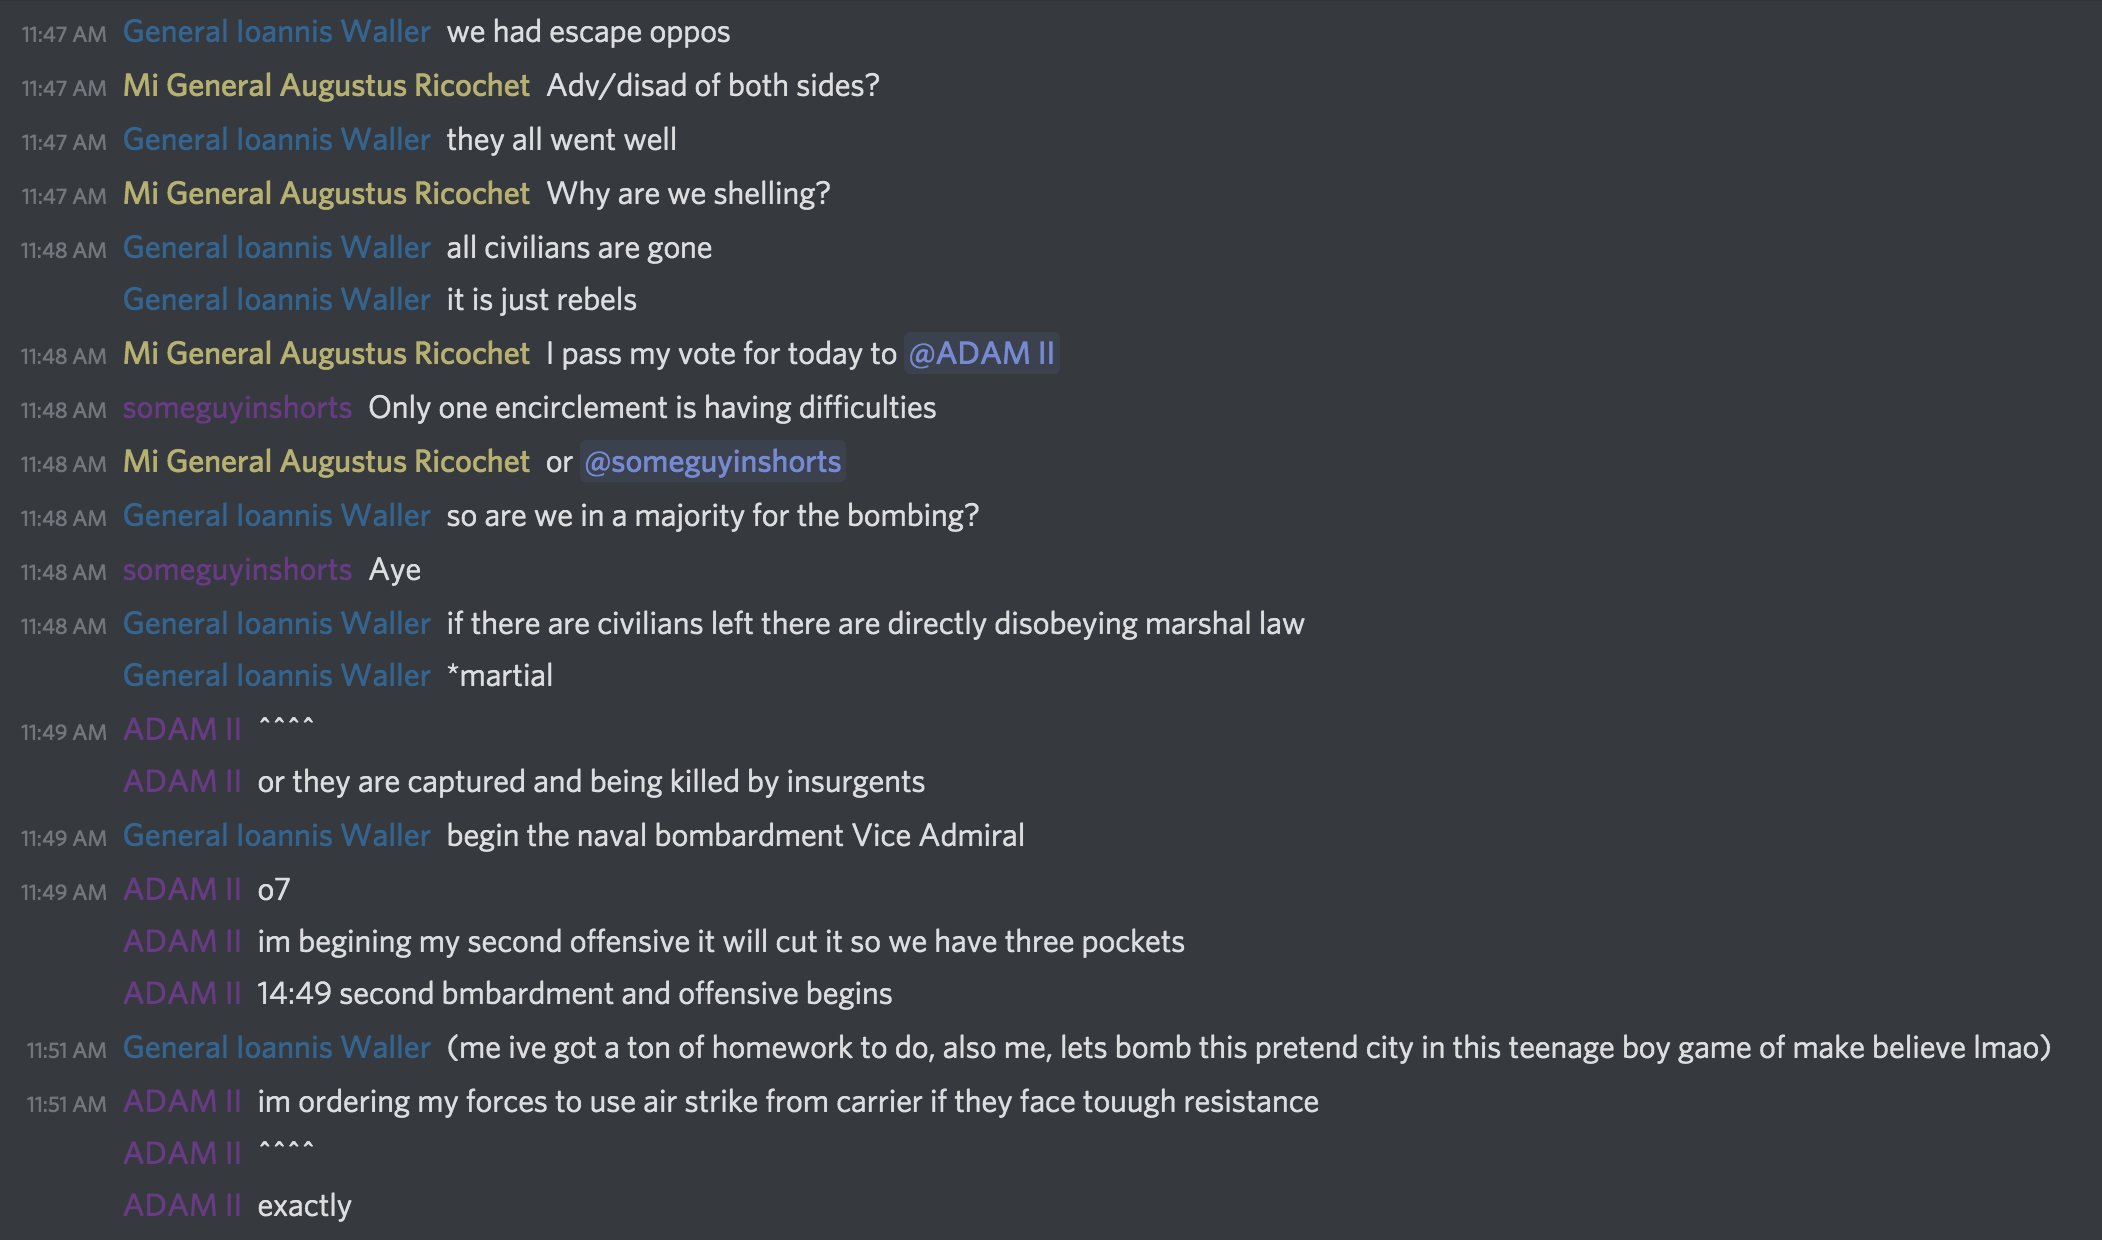 11:47 AM General Ioannis Waller we had escape oppos
11:47 AM Mi General Augustus Ricochet Adv/disad of both sides?
11:47 AM General Ioannis Waller they all went well
11:47 AM Mi General Augustus Ricochet Why are we shelling?
11:48 AM General Ioannis Waller all civilians are gone
General Ioannis Waller it is just rebels
11:48 AM Mi General Augustus Ricochet I pass my vote for today to @ADAM II
11:48 AM someguyinshorts Only one encirclement is having difficulties
11:48 AM Mi General Augustus Ricochet or @someguyinshorts
11:48 AM General Ioannis Waller so are we in a majority for the bombing?
11:48 AM someguyinshorts Aye
11:48 AM General Ioannis Waller if there are civilians left there are directly disobeying marshal law
General Ioannis Waller *martial
11:49 AM ADAM II ^^^^
ADAM II or they are captured and being killed by insurgents
11:49 AM General Ioannis Waller begin the naval bombardment Vice Admiral
11:49 AM ADAM II o7
ADAM II im begining my second offensive it will cut it so we have three pockets
ADAM II 14:49 second bmbardment and offensive begins
11:51 AM General Ioannis Waller (me ive got a ton of homework to do, also me, lets bomb this pretend city in this teenage boy game of make believe lmao)
11:51 AM ADAM II im ordering my forces to use air strike from carrier if they face touugh resistance
ADAM II ^^^^
ADAM II exactly